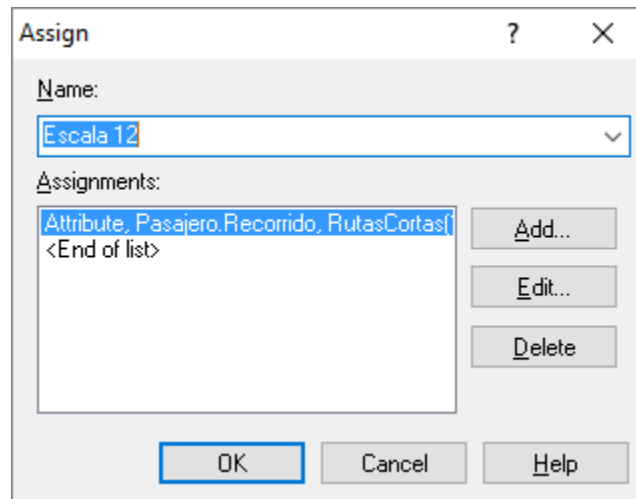 Assign
?
Name:
Escala 12
Assignments:
Attribute, Pasajero.Recorrido, RutasCortas(
<End of list>
Add...
Edit...
Delete
OK
Cancel
Help